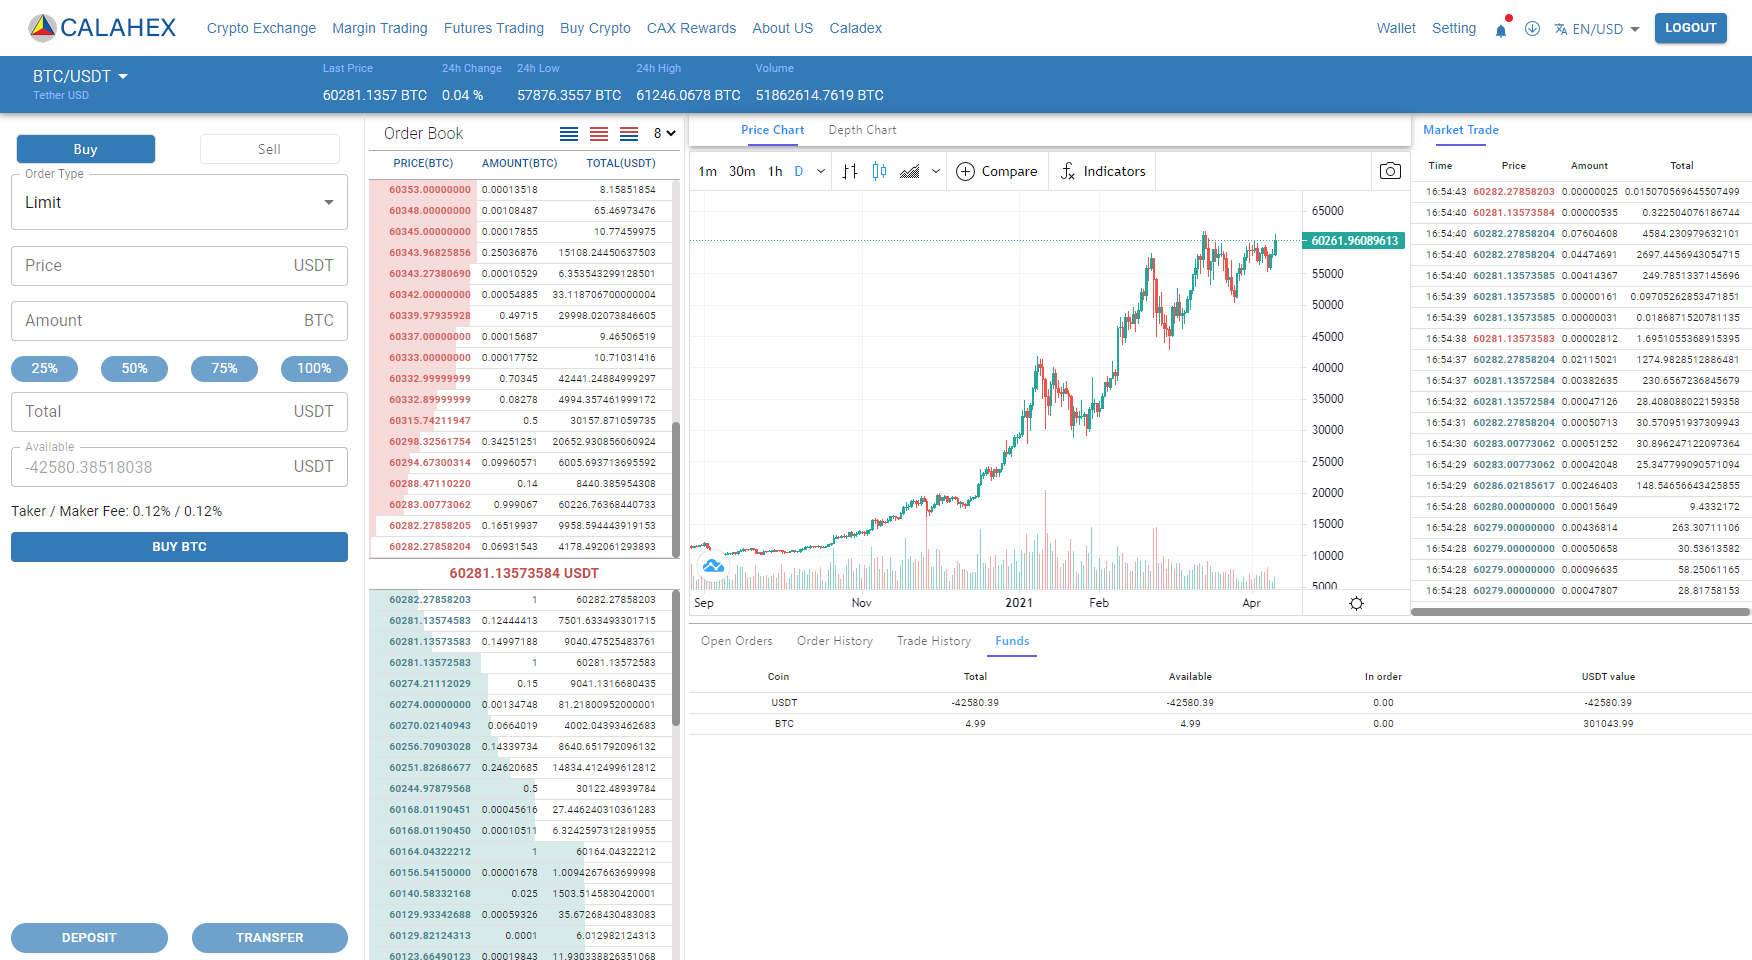 CALAHEX
Crypto Exchange Margin Trading Futures Trading Buy Crypto CAX Rewards About US Caladex
Wallet Setting EN/USD LOGOUT
BTC/USDT
Tether USD
Last Price 24h Change 24h Low 24h High Volume
60281.1357 BTC 0.04 % 57876.3557 BTC 61246.0678 BTC 51862614.7619 BTC
Buy Sell
Order Type
Limit
Price USDT
Amount BTC
25% 50% 75% 100%
Total USDT
Available
-42580.38518038 USDT
Taker / Maker Fee: 0.12% / 0.12%
BUY BTC
DEPOSIT TRANSFER
Order Book 8
PRICE(BTC) AMOUNT(BTC) TOTAL(USDT)
60353.00000000 0.00013518 8.15851854
60348.00000000 0.00108487 65.46973476
60345.00000000 0.00017855 10.77459975
60343.96825856 0.25036876 15108.24450637503
60343.27380690 0.00010529 6.353543299128501
60342.00000000 0.00054885 33.118706700000004
60339.97935928 0.49715 29998.02073846605
60337.00000000 0.00015687 9.46506519
60333.00000000 0.00017752 10.71031416
60332.99999999 0.70345 42441.24884999297
60332.89999999 0.08278 4994.357461999172
60315.74211947 0.5 30157.871059735
60298.32561754 0.34251251 20652.930856060924
60294.67300314 0.09960571 6005.693713695592
60288.47110220 0.14 8440.385954308
60283.00773062 0.999067 60226.76368440733
60282.27858205 0.16519937 9958.594443919153
60282.27858204 0.06931543 4178.492061293893
60281.13573584 USDT
60282.27858203 1 60282.27858203
60281.13574583 0.12444413 7501.633493301715
60281.13573583 0.14997188 9040.47525483761
60281.13572583 1 60281.13572583
60274.21112029 0.15 9041.1316680435
60274.00000000 0.00134748 81.21800952000001
60270.02140943 0.0664019 4002.04393462683
60256.70903028 0.14339734 8640.651792096132
60251.82686677 0.24620685 14834.412499612812
60244.97879568 0.5 30122.48939784
60168.01190451 0.00045616 27.446240310361283
60168.01190450 0.00010511 6.3242597312819955
60164.04322212 1 60164.04322212
60156.54150000 0.00001678 1.0094267663699998
60140.58332168 0.025 1503.5145830420001
60129.93342688 0.00059326 35.67268430483083
60129.82124313 0.0001 6.012982124313
60123.66490123 0.00019843 11.930338826351068
Price Chart Depth Chart
1m 30m 1h D Compare Indicators
65000
60261.96089613
55000
50000
45000
40000
35000
30000
25000
20000
15000
10000
5000
Sep Nov 2021 Feb Apr
Open Orders Order History Trade History Funds
Coin Total Available In order USDT value
USDT -42580.39 -42580.39 0.00 -42580.39
BTC 4.99 4.99 0.00 301043.99
Market Trade
Time Price Amount Total
16:54:43 60282.27858203 0.00000025 0.015070569645507499
16:54:40 60281.13573584 0.00000535 0.322504076186744
16:54:40 60282.27858204 0.07604608 4584.230979632101
16:54:40 60282.27858204 0.04474691 2697.4456943054715
16:54:40 60281.13573585 0.00414367 249.7851337145696
16:54:39 60281.13573585 0.00000161 0.09705262853471851
16:54:39 60281.13573585 0.00000031 0.0186871520781135
16:54:38 60281.13573583 0.00002812 1.6951055368915395
16:54:37 60282.27858204 0.02115021 1274.9828512886481
16:54:37 60281.13572584 0.00382635 230.6567236845679
16:54:32 60281.13572584 0.00047126 28.408088022159358
16:54:31 60282.27858204 0.00050713 30.570951937309943
16:54:30 60283.00773062 0.00051252 30.896247122097364
16:54:29 60283.00773062 0.00042048 25.347799090571094
16:54:29 60286.02185617 0.00246403 148.54656643425855
16:54:28 60280.00000000 0.00015649 9.4332172
16:54:28 60279.00000000 0.00436814 263.30711106
16:54:28 60279.00000000 0.00050658 30.53613582
16:54:28 60279.00000000 0.00096635 58.25061165
16:54:28 60279.00000000 0.00047807 28.81758153